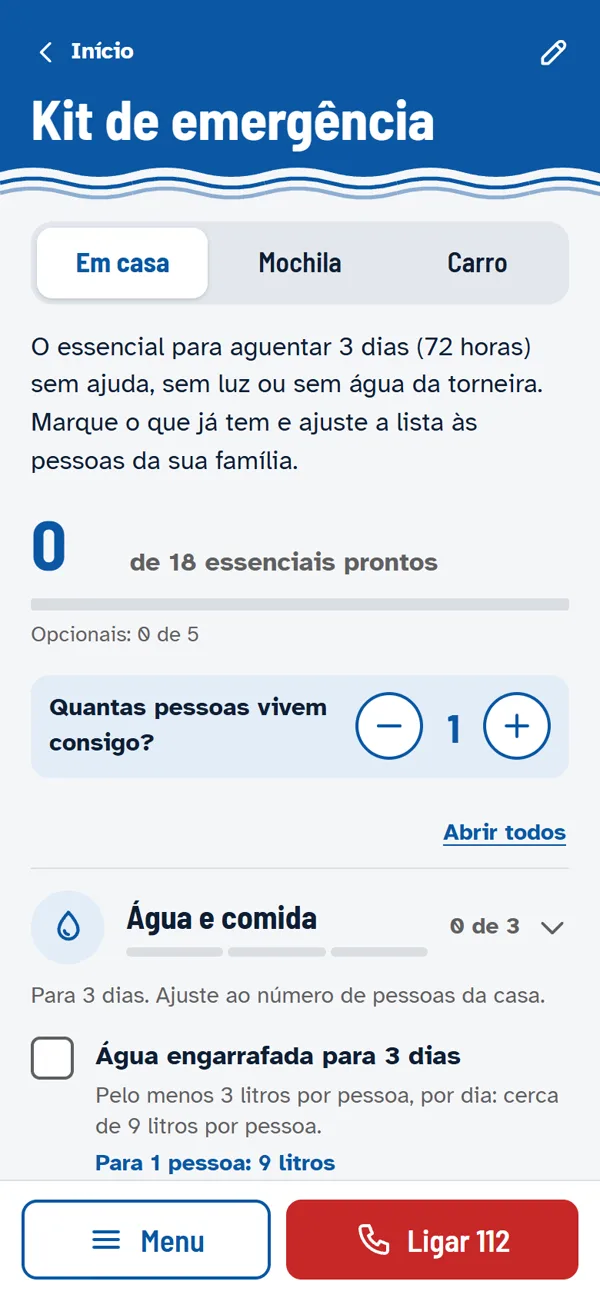 Início
Kit de emergência
Em casa
Mochila
Carro
O essencial para aguentar 3 dias (72 horas)
sem ajuda, sem luz ou sem água da torneira.
Marque o que já tem e ajuste a lista às
pessoas da sua família.
0 de 18 essenciais prontos
Opcionais: 0 de 5
Quantas pessoas vivem
consigo?
1
Abrir todos
Água e comida
0 de 3
Para 3 dias. Ajuste ao número de pessoas da casa.
Água engarrafada para 3 dias
Pelo menos 3 litros por pessoa, por dia: cerca
de 9 litros por pessoa.
Para 1 pessoa: 9 litros
Menu
Ligar 112